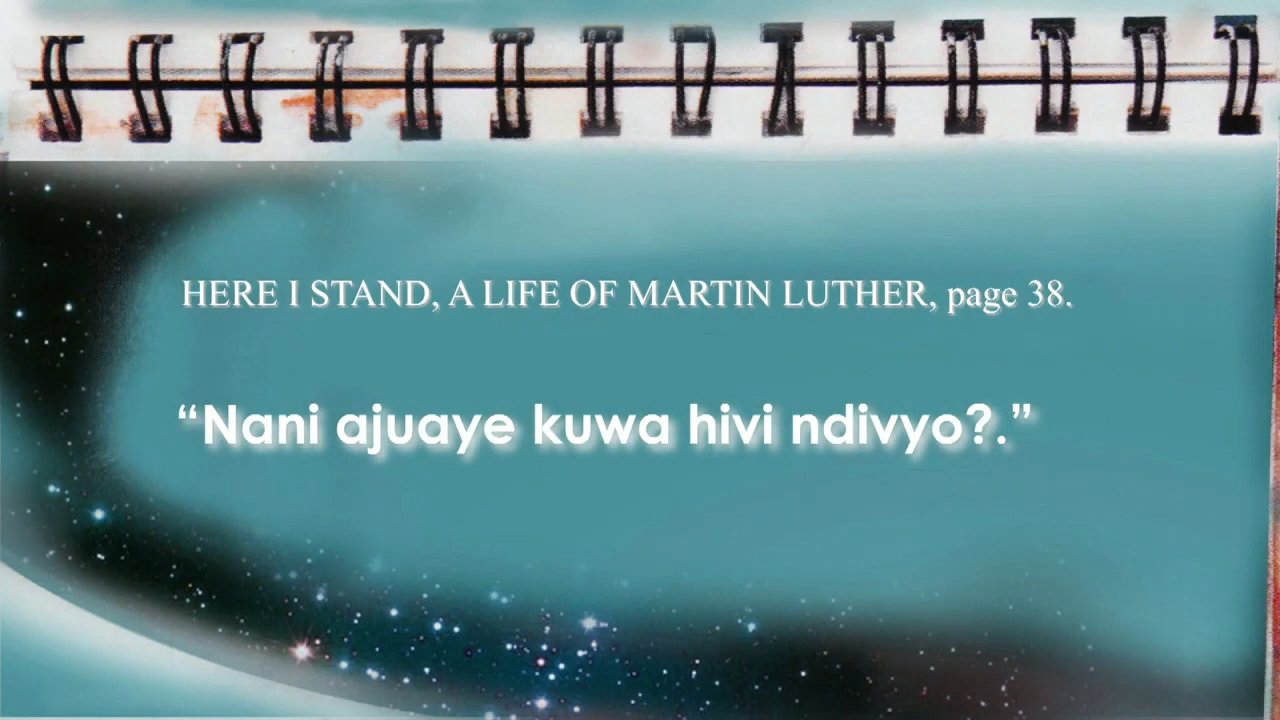 HERE I STAND, A LIFE OF MARTIN LUTHER, page 38.
“Nani ajuaye kuwa hivi ndivyo?.”